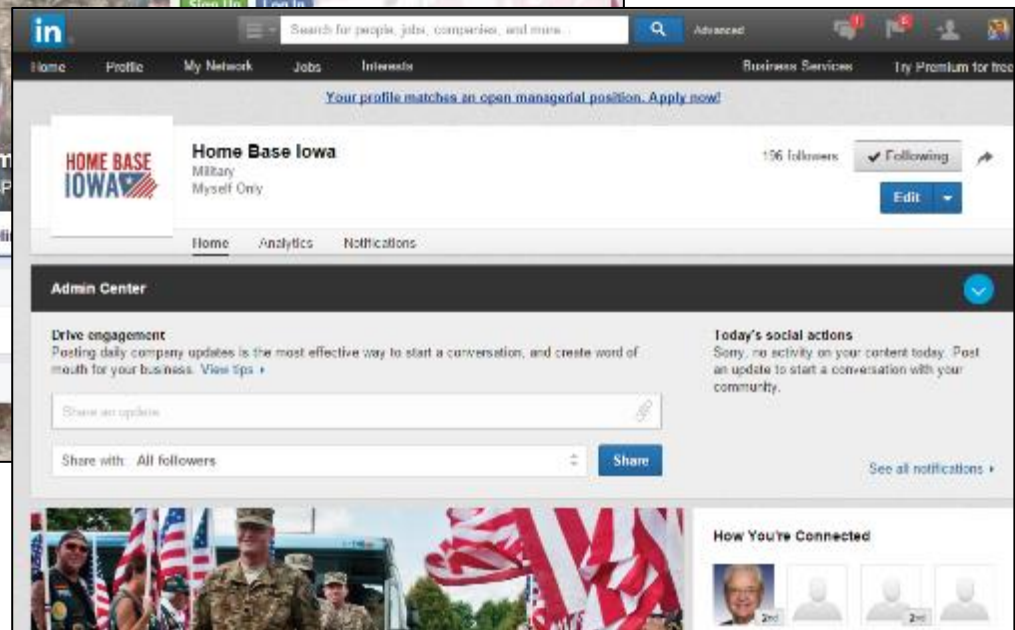 Sign Up Log In
in
Search for people, jobs, companies, and more...
Advanced
Home Profile My Network Jobs Interests Business Services Try Premium for free
Your profile matches an open managerial position. Apply now!
HOME BASE
IOWA
Home Base Iowa
Military
Myself Only
196 followers
Following
Edit
Home Analytics Notifications
Admin Center
Drive engagement
Posting daily company updates is the most effective way to start a conversation, and create word of
mouth for your business. View tips
Share an update
Share with: All followers
Share
Today's social actions
Sorry, no activity on your content today. Post
an update to start a conversation with your
community.
See all notifications
How You're Connected
2nd
2nd